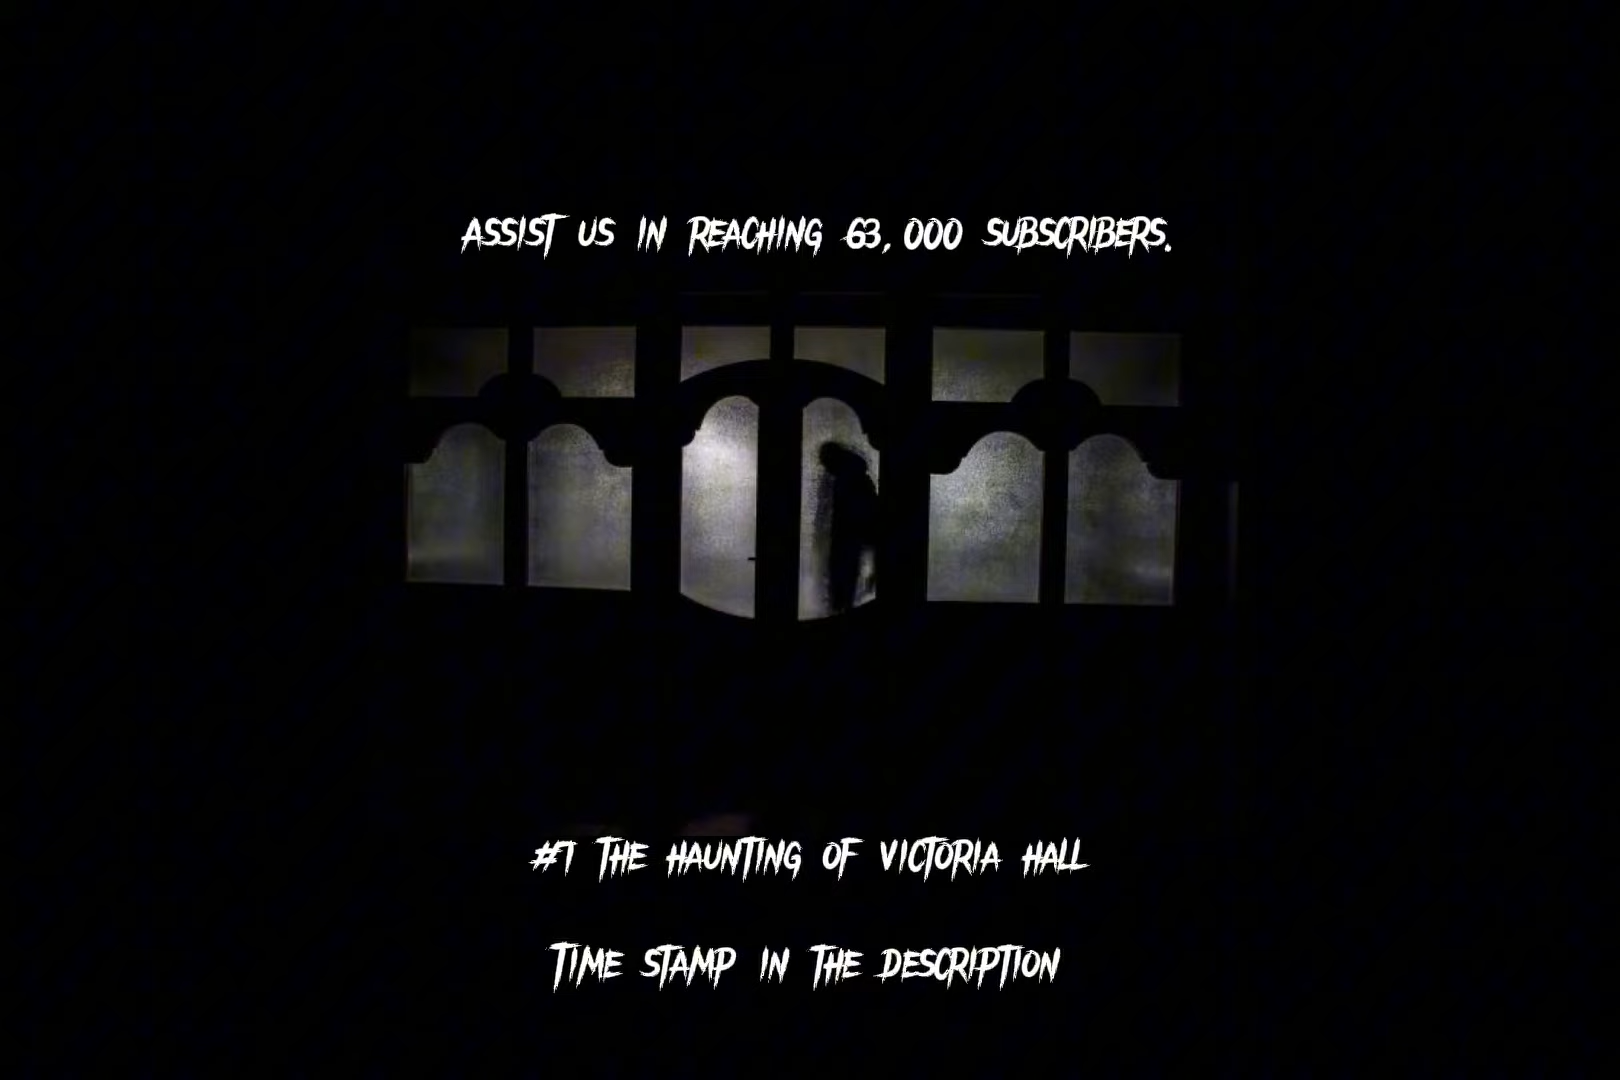 ASSIST US IN REACHING 63,000 SUBSCRIBERS.
#1 THE HAUNTING OF VICTORIA HALL
TIME STAMP IN THE DESCRIPTION